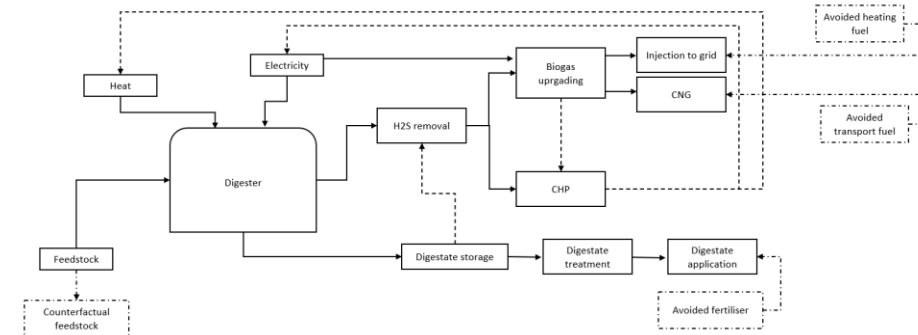 Avoided heating
fuel
Electricity
Biogas
uprgading
Injection to grid
Heat
CNG
Avoided
transport fuel
H2S removal
Digester
CHP
Feedstock
Digestate storage
Digestate
treatment
Digestate
application
Counterfactual
feedstock
Avoided fertiliser